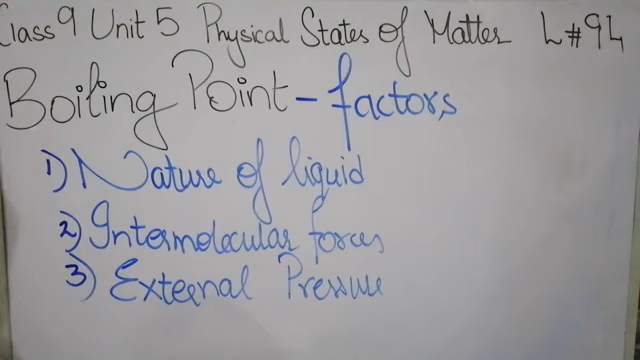 Class 9 Unit 5 Physical States of Matter L#94
Boiling Point - factors
1) Nature of liquid
2) Intermolecular forces
3) External Pressure